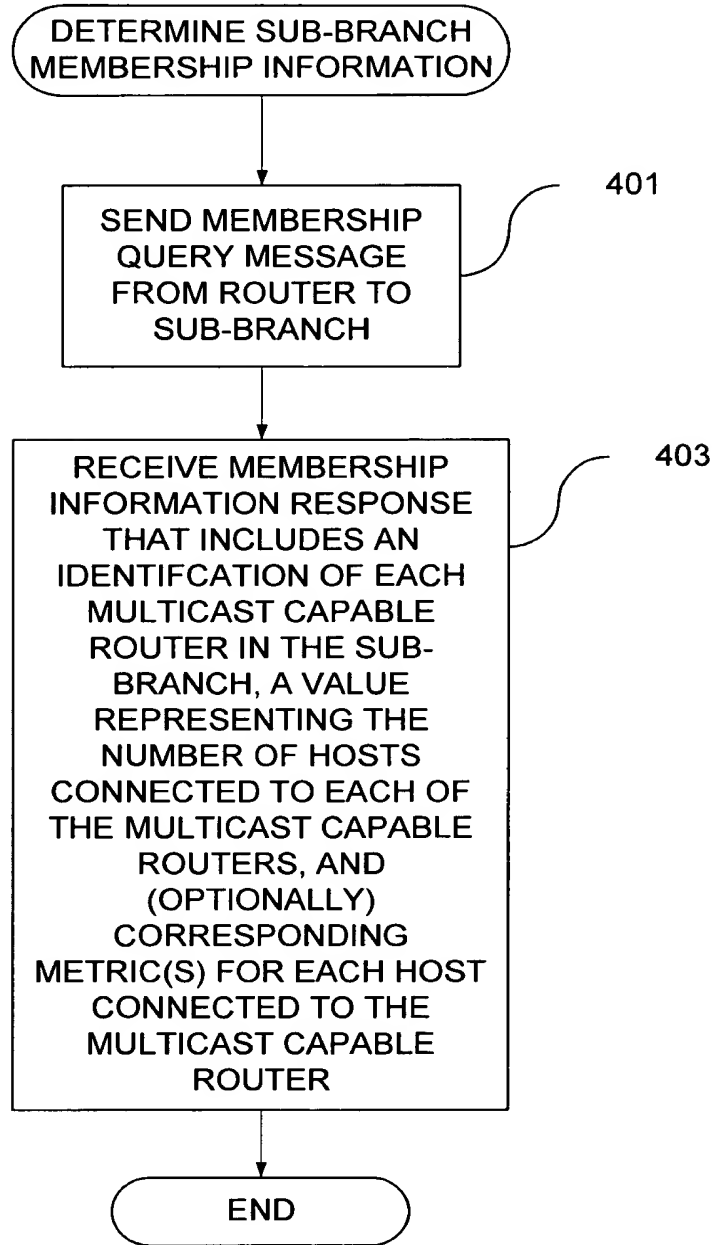 DETERMINE SUB-BRANCH
MEMBERSHIP INFORMATION
401
SEND MEMBERSHIP
QUERY MESSAGE
FROM ROUTER TO
SUB-BRANCH
403
RECEIVE MEMBERSHIP
INFORMATION RESPONSE
THAT INCLUDES AN
IDENTIFCATION OF EACH
MULTICAST CAPABLE
ROUTER IN THE SUB-
BRANCH, A VALUE
REPRESENTING THE
NUMBER OF HOSTS
CONNECTED TO EACH OF
THE MULTICAST CAPABLE
ROUTERS, AND
(OPTIONALLY)
CORRESPONDING
METRIC(S) FOR EACH HOST
CONNECTED TO THE
MULTICAST CAPABLE
ROUTER
END